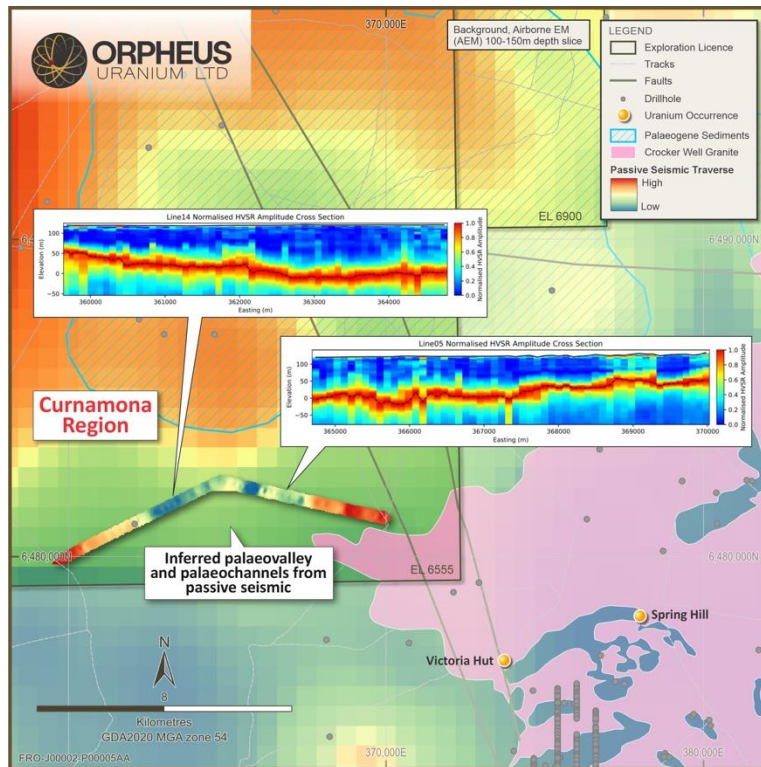 ORPHEUS
URANIUM LTD
370,000E
Background, Airborne EM
(AEM) 100-150m depth slice
LEGEND
Exploration Licence
Tracks
Faults
Drillhole
Uranium Occurrence
Palaeogene Sediments
Crocker Well Granite
Passive Seismic Traverse
High
Low
EL 6900
6,490,000N
Line14 Normalised HVSR Amplitude Cross Section
Elevation (m)
100
50
0
−50
360000
361000
362000
363000
364000
Easting (m)
1.0
0.8
0.6
0.4
0.2
0.0
Normalised HVSR Amplitude
Line05 Normalised HVSR Amplitude Cross Section
Elevation (m)
100
50
0
−50
365000
366000
367000
368000
369000
370000
Easting (m)
1.0
0.8
0.6
0.4
0.2
0.0
Normalised HVSR Amplitude
Curnamona
Region
6,480,000N
Inferred palaeovalley
and palaeochannels from
passive seismic
EL 6555
6,480,000N
Spring Hill
Victoria Hut
N
8
Kilometres
GDA2020 MGA zone 54
FRO-J00002-P00005AA
370,000E
380,000E